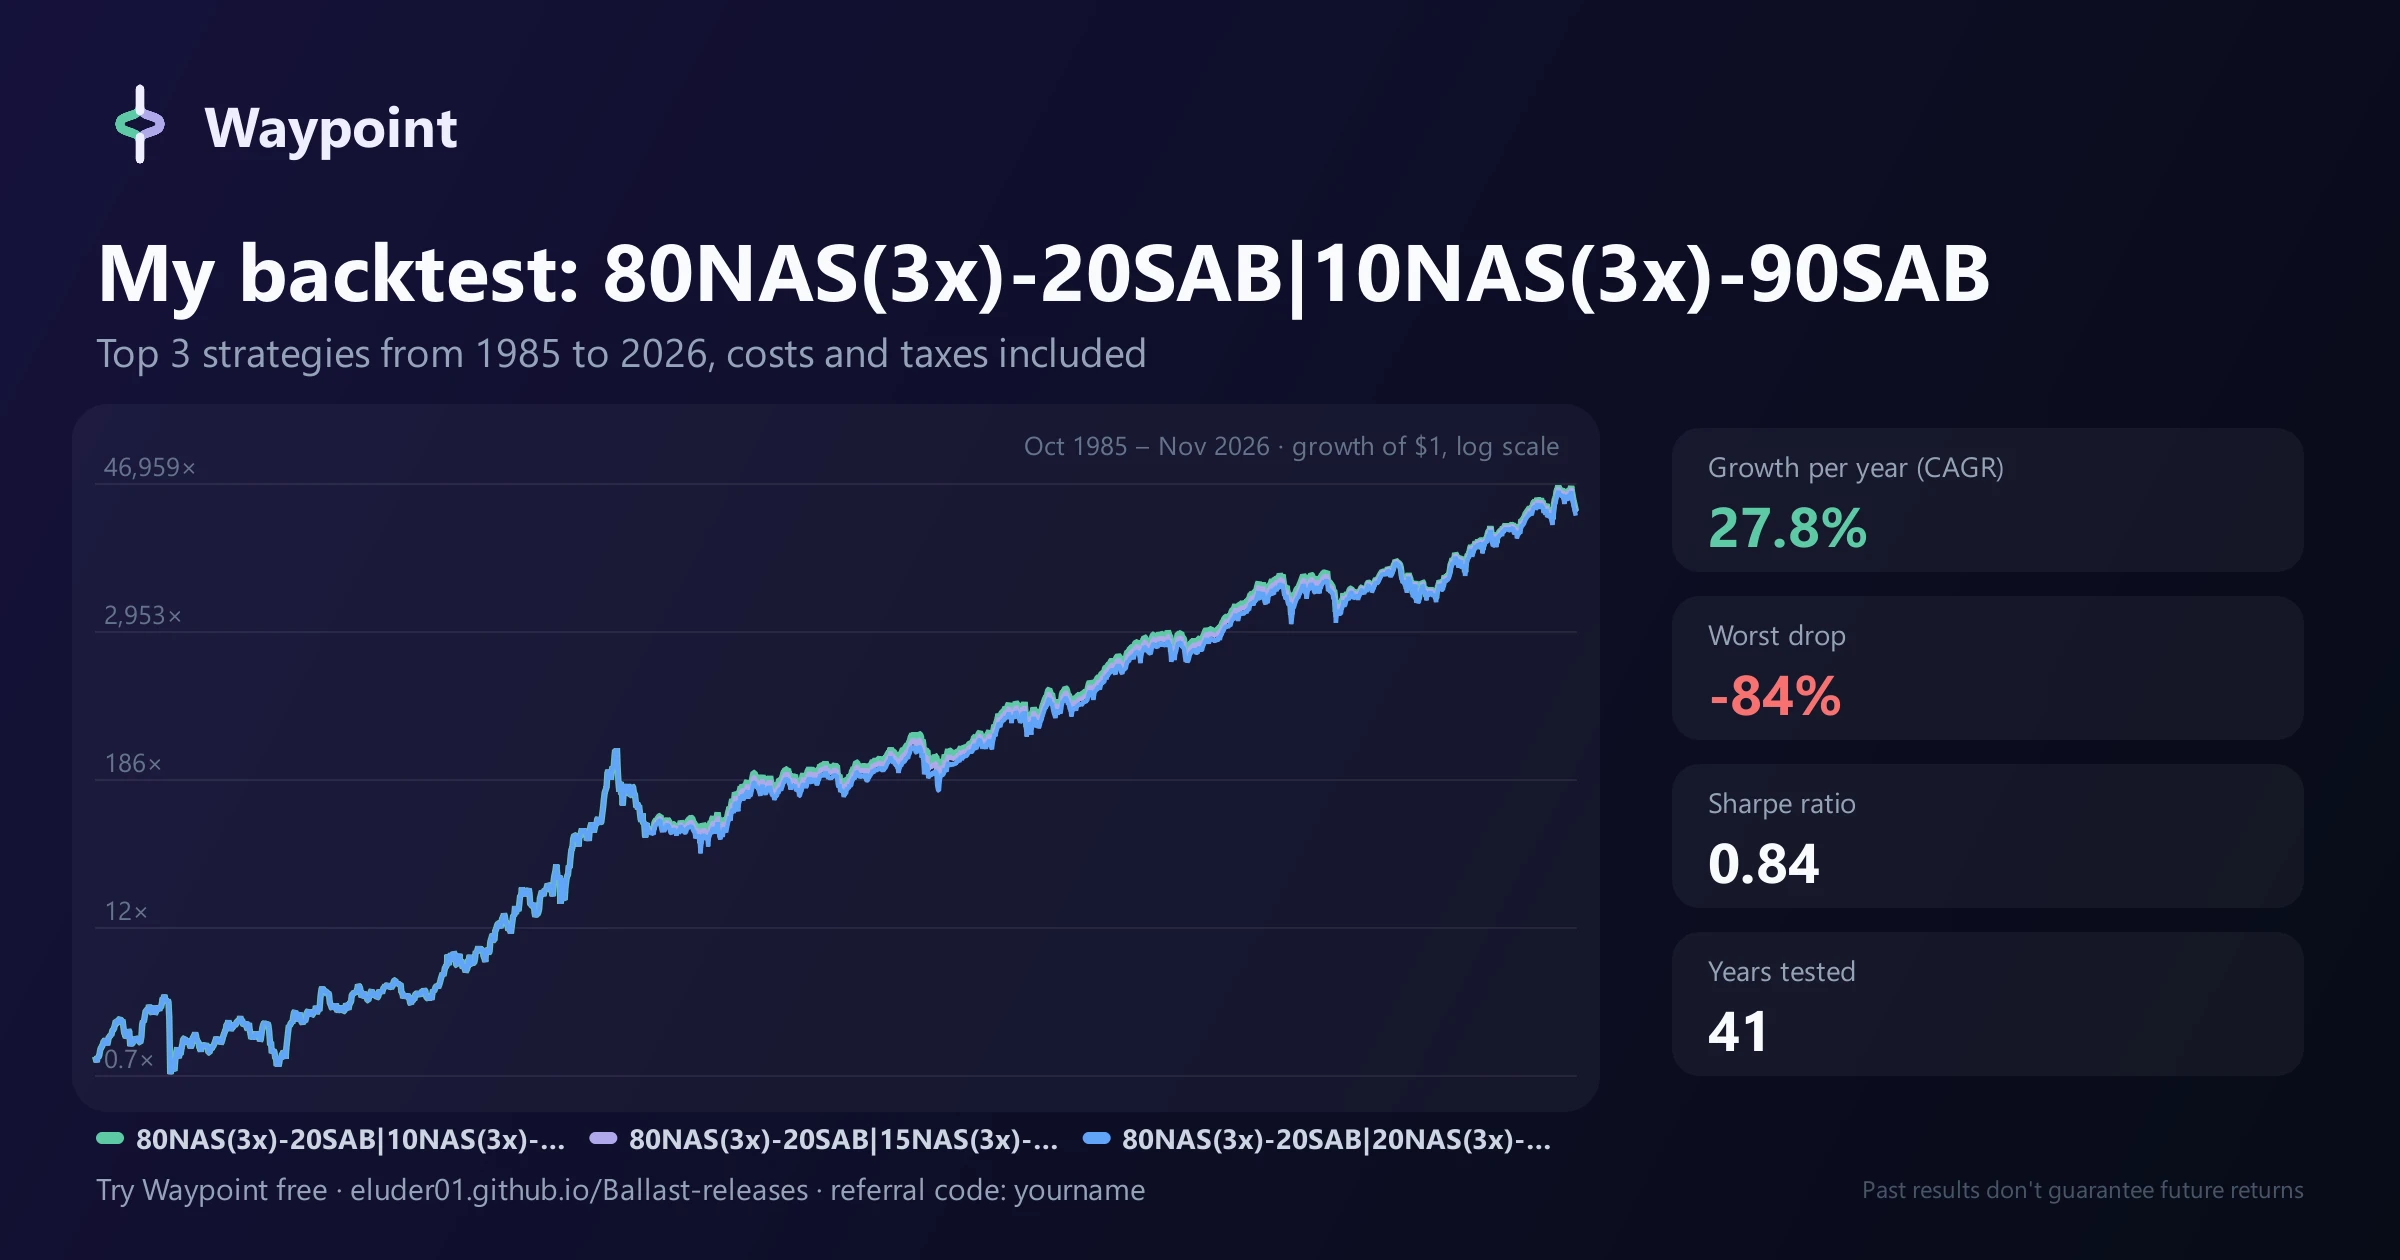 Waypoint
My backtest: 80NAS(3x)-20SAB|10NAS(3x)-90SAB
Top 3 strategies from 1985 to 2026, costs and taxes included
Oct 1985 – Nov 2026 · growth of $1, log scale
46,959×
2,953×
186×
12×
0.7×
80NAS(3x)-20SAB|10NAS(3x)-... 80NAS(3x)-20SAB|15NAS(3x)-... 80NAS(3x)-20SAB|20NAS(3x)-...
Growth per year (CAGR)
27.8%
Worst drop
-84%
Sharpe ratio
0.84
Years tested
41
Try Waypoint free · eluder01.github.io/Ballast-releases · referral code: yourname
Past results don't guarantee future returns